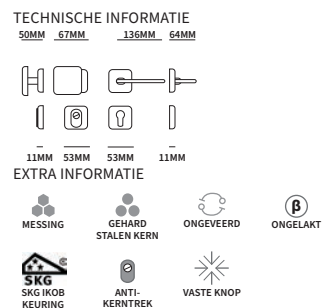 TECHNISCHE INFORMATIE
50MM 67MM 136MM 64MM
11MM 53MM 53MM 11MM
EXTRA INFORMATIE
β
MESSING GEHARD ONGEVEERD ONGELAKT
STALEN KERN
SKG
SKG IKOB ANTI- VASTE KNOP
KEURING KERNTREK